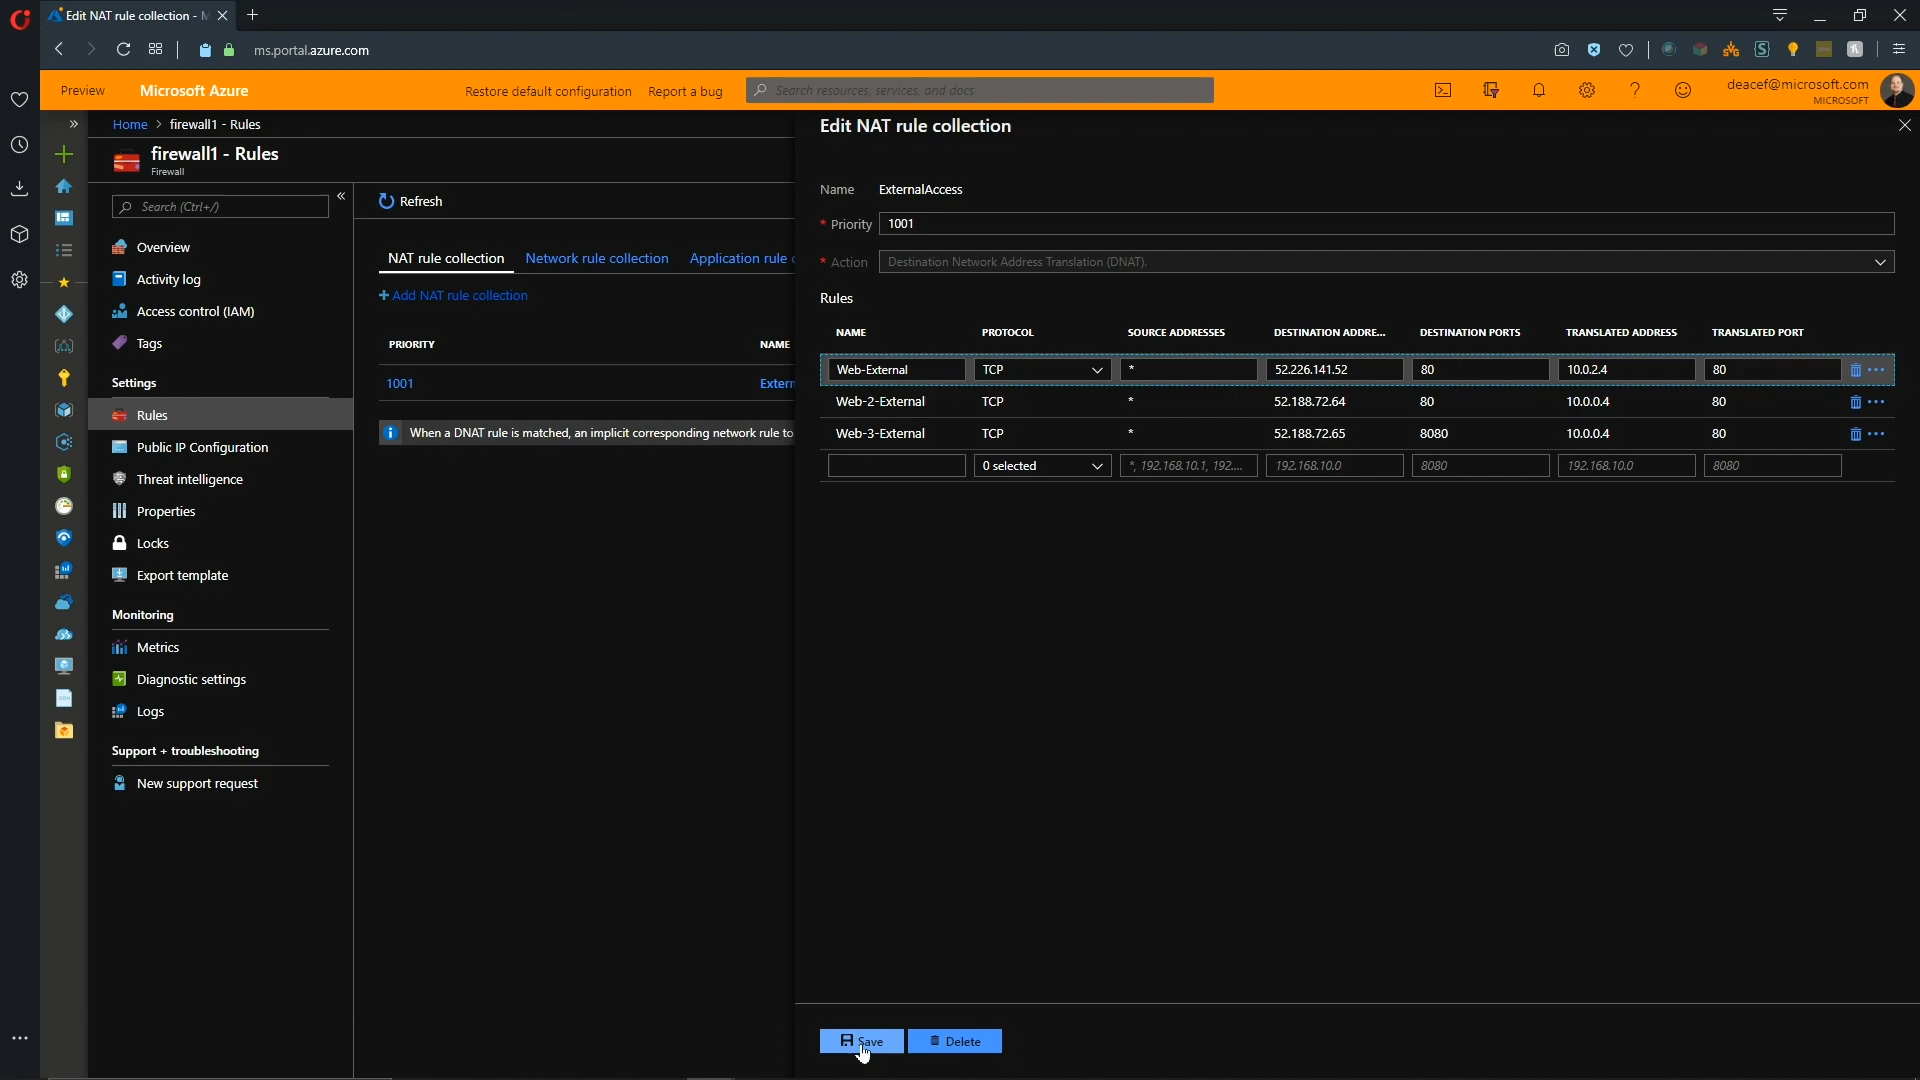 Edit NAT rule collection - M
ms.portal.azure.com
Preview
Microsoft Azure
Restore default configuration
Report a bug
Search resources, services, and docs
deacef@microsoft.com
MICROSOFT
Home > firewall1 - Rules
firewall1 - Rules
Firewall
Search (Ctrl+/)
Overview
Activity log
Access control (IAM)
Tags
Settings
Rules
Public IP Configuration
Threat intelligence
Properties
Locks
Export template
Monitoring
Metrics
Diagnostic settings
Logs
Support + troubleshooting
New support request
Refresh
NAT rule collection Network rule collection Application rule c
+ Add NAT rule collection
PRIORITY NAME
1001 Extern
When a DNAT rule is matched, an implicit corresponding network rule to
Edit NAT rule collection
Name ExternalAccess
* Priority 1001
* Action Destination Network Address Translation (DNAT).
Rules
NAME PROTOCOL SOURCE ADDRESSES DESTINATION ADDRE... DESTINATION PORTS TRANSLATED ADDRESS TRANSLATED PORT
Web-External TCP * 52.226.141.52 80 10.0.2.4 80
Web-2-External TCP * 52.188.72.64 80 10.0.0.4 80
Web-3-External TCP * 52.188.72.65 8080 10.0.0.4 80
0 selected *, 192.168.10.1, 192.... 192.168.10.0 8080 192.168.10.0 8080
Save Delete